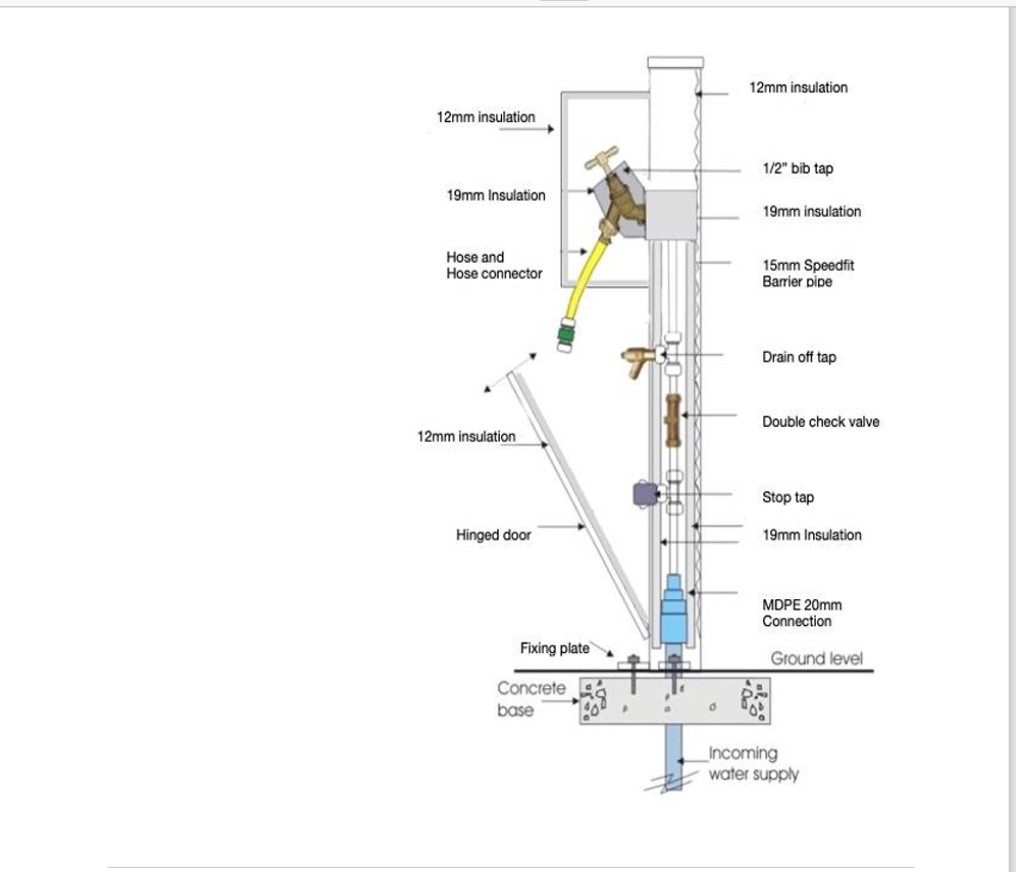 12mm insulation
12mm insulation
1/2" bib tap
19mm Insulation
19mm insulation
Hose and
Hose connector
15mm Speedfit
Barrier pipe
Drain off tap
Double check valve
12mm insulation
Stop tap
Hinged door
19mm Insulation
MDPE 20mm
Connection
Fixing plate
Ground level
Concrete
base
Incoming
water supply